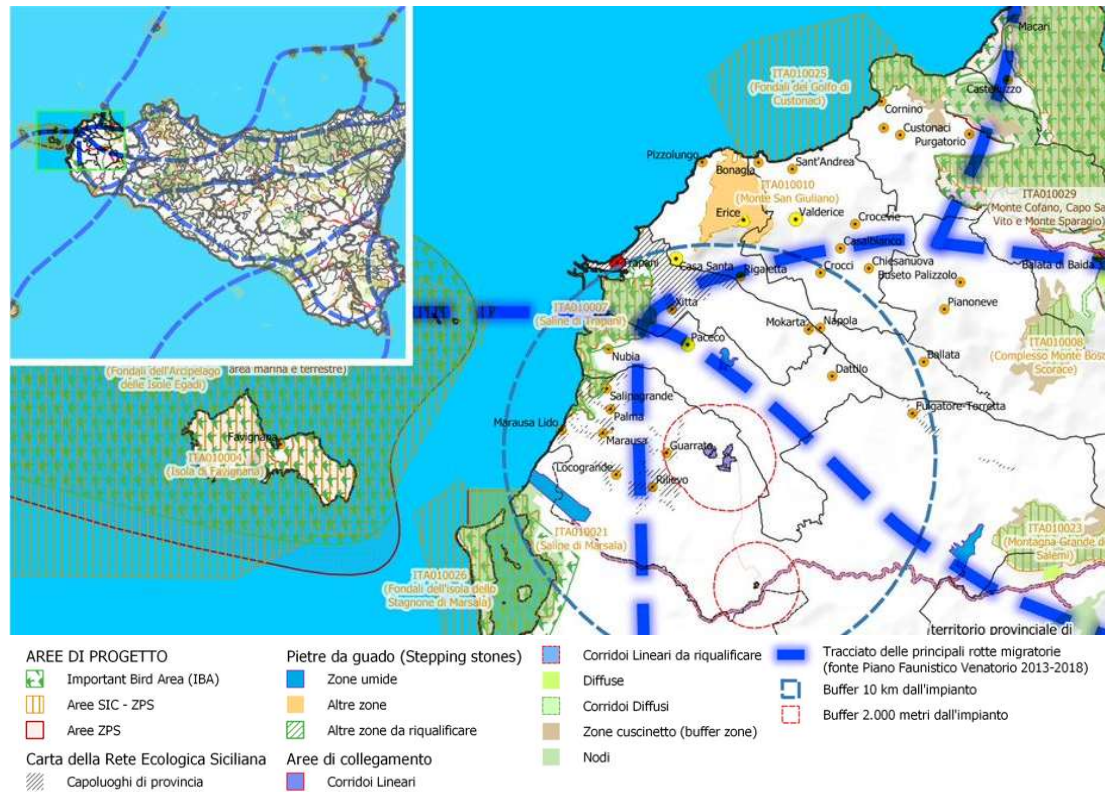 Macari
Castelluzzo
ITA010025
(Fondali del Golfo di
Custonaci)
Cornino
Custonaci
Purgatorio
Pizzolungo
Bonagia
Sant'Andrea
ITA010010
(Monte San Giuliano)
ITA010029
(Monte Cofano, Capo Sa
Vito e Monte Sparagio)
Erice
Valderice
Crocevie
Casalbianco
Trapani
Casa Santa
Rigaletta
Crocci
Chiesanuova
Buseto Palizzolo
Balata di Baida
ITA010007
(Saline di Trapani)
Xitta
Pianoneve
Mokarta
Napola
Paceco
ITA010008
(Complesso Monte Bosc
Scorace)
Nubia
Ballata
Dattilo
(Fondali dell'Arcipelago
delle Isole Egadi)
area marina e terrestre)
Salinagrande
Palma
Purgatore-Torretta
Favignana
Marausa Lido
Marausa
Guarrato
ITA010004
(Isola di Favignana)
Locogrande
Rilievo
ITA010021
(Saline di Marsala)
ITA010023
(Montagna Grande d
Salemi)
ITA010026
(Fondali dell'isola dello
Stagnone di Marsala)
territorio provinciale di
AREE DI PROGETTO
Important Bird Area (IBA)
Aree SIC - ZPS
Aree ZPS
Carta della Rete Ecologica Siciliana
Capoluoghi di provincia
Pietre da guado (Stepping stones)
Zone umide
Altre zone
Altre zone da riqualificare
Aree di collegamento
Corridoi Lineari
Corridoi Lineari da riqualificare
Diffuse
Corridoi Diffusi
Zone cuscinetto (buffer zone)
Nodi
Tracciato delle principali rotte migratorie
(fonte Piano Faunistico Venatorio 2013-2018)
Buffer 10 km dall'impianto
Buffer 2.000 metri dall'impianto